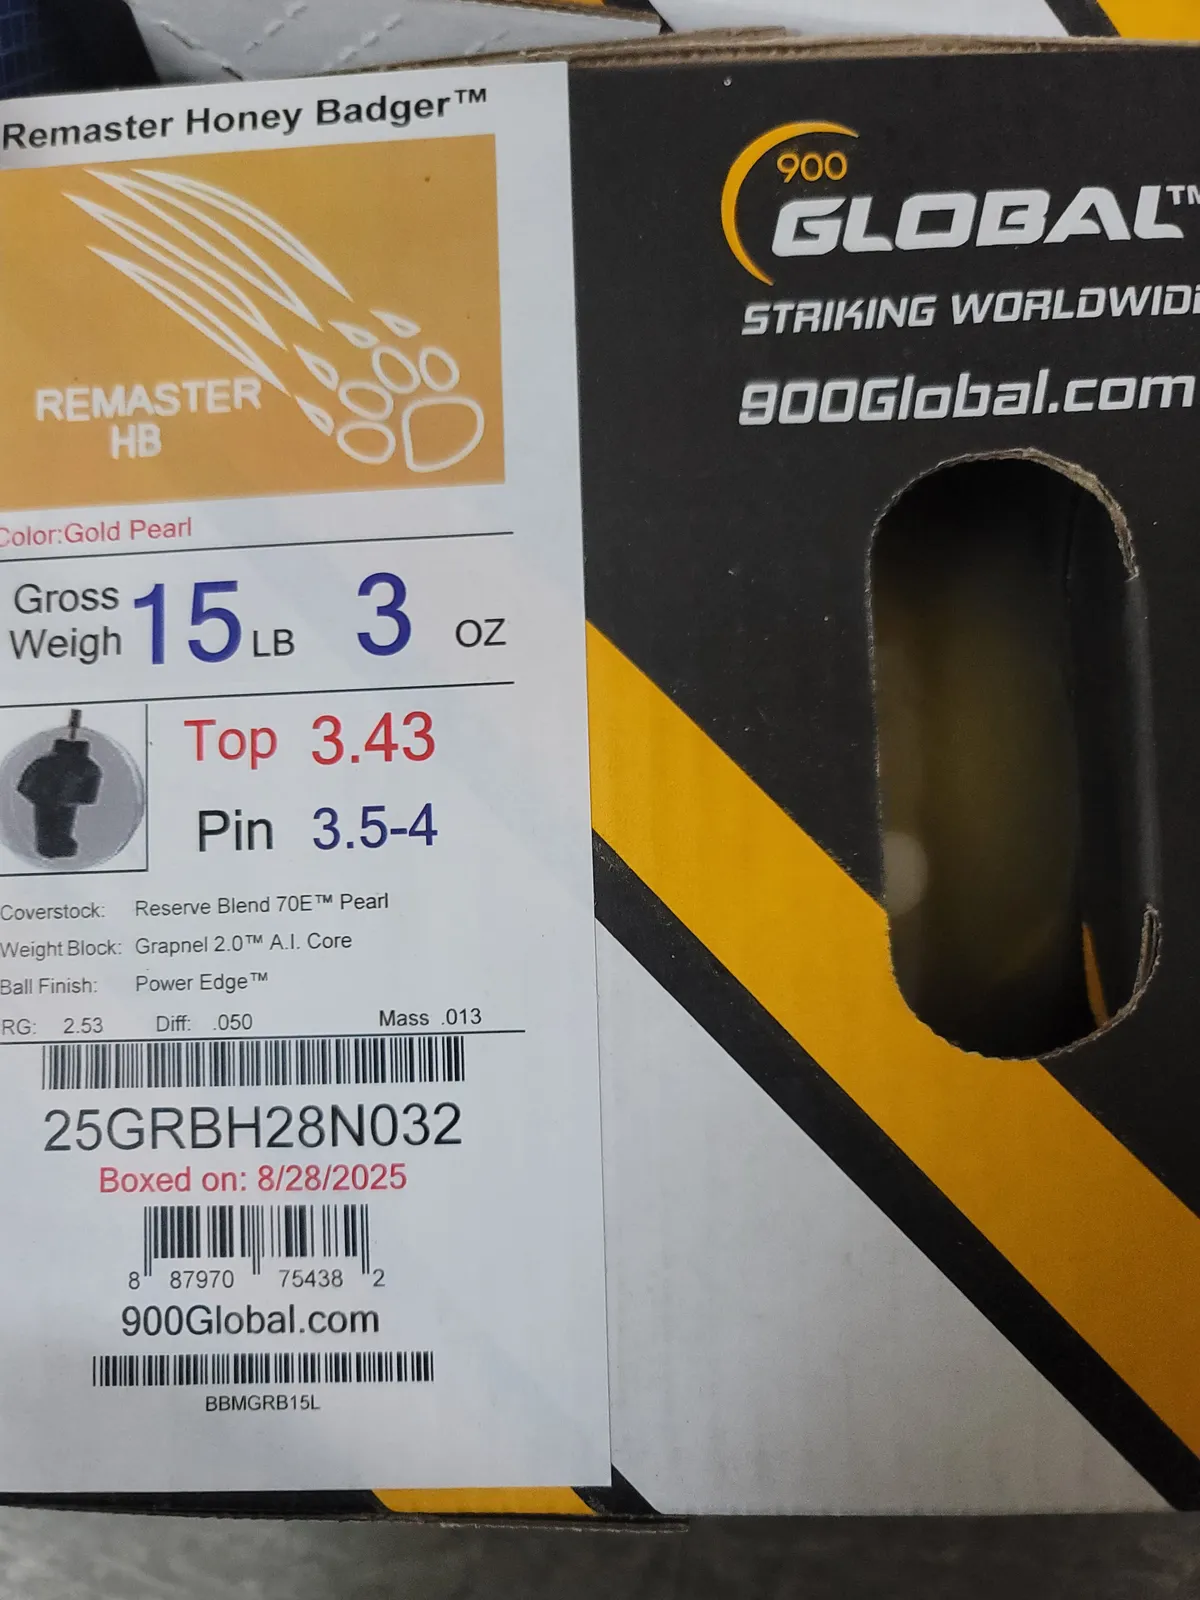 Remaster Honey Badger™
REMASTER
HB
Color:Gold Pearl
Gross
Weigh
15 LB 3 OZ
Top 3.43
Pin 3.5-4
Coverstock: Reserve Blend 70E™ Pearl
Weight Block: Grapnel 2.0™ A.I. Core
Ball Finish: Power Edge™
RG: 2.53 Diff: .050 Mass .013
25GRBH28N032
Boxed on: 8/28/2025
8 87970 75438 2
900Global.com
BBMGRB15L
900
GLOBAL™
STRIKING WORLDWIDE
900Global.com